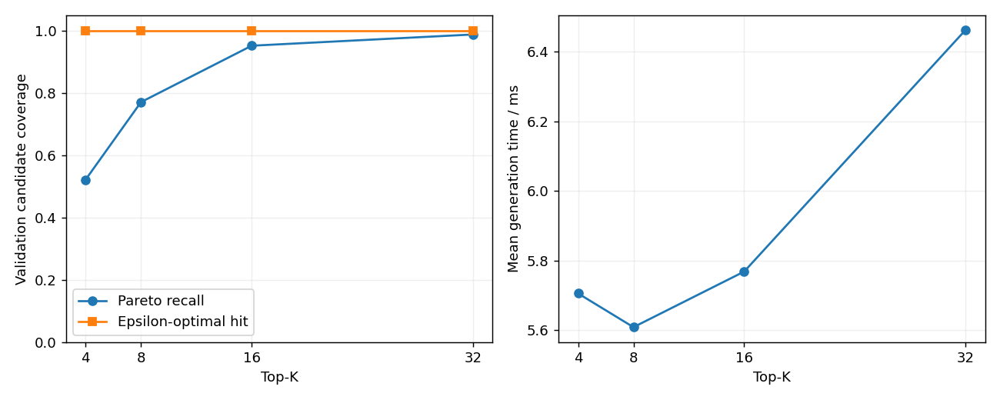 1.0
0.8
0.6
0.4
0.2
0.0
Validation candidate coverage
Pareto recall
Epsilon-optimal hit
4 8 16 32
Top-K
6.4
6.2
6.0
5.8
5.6
Mean generation time / ms
4 8 16 32
Top-K